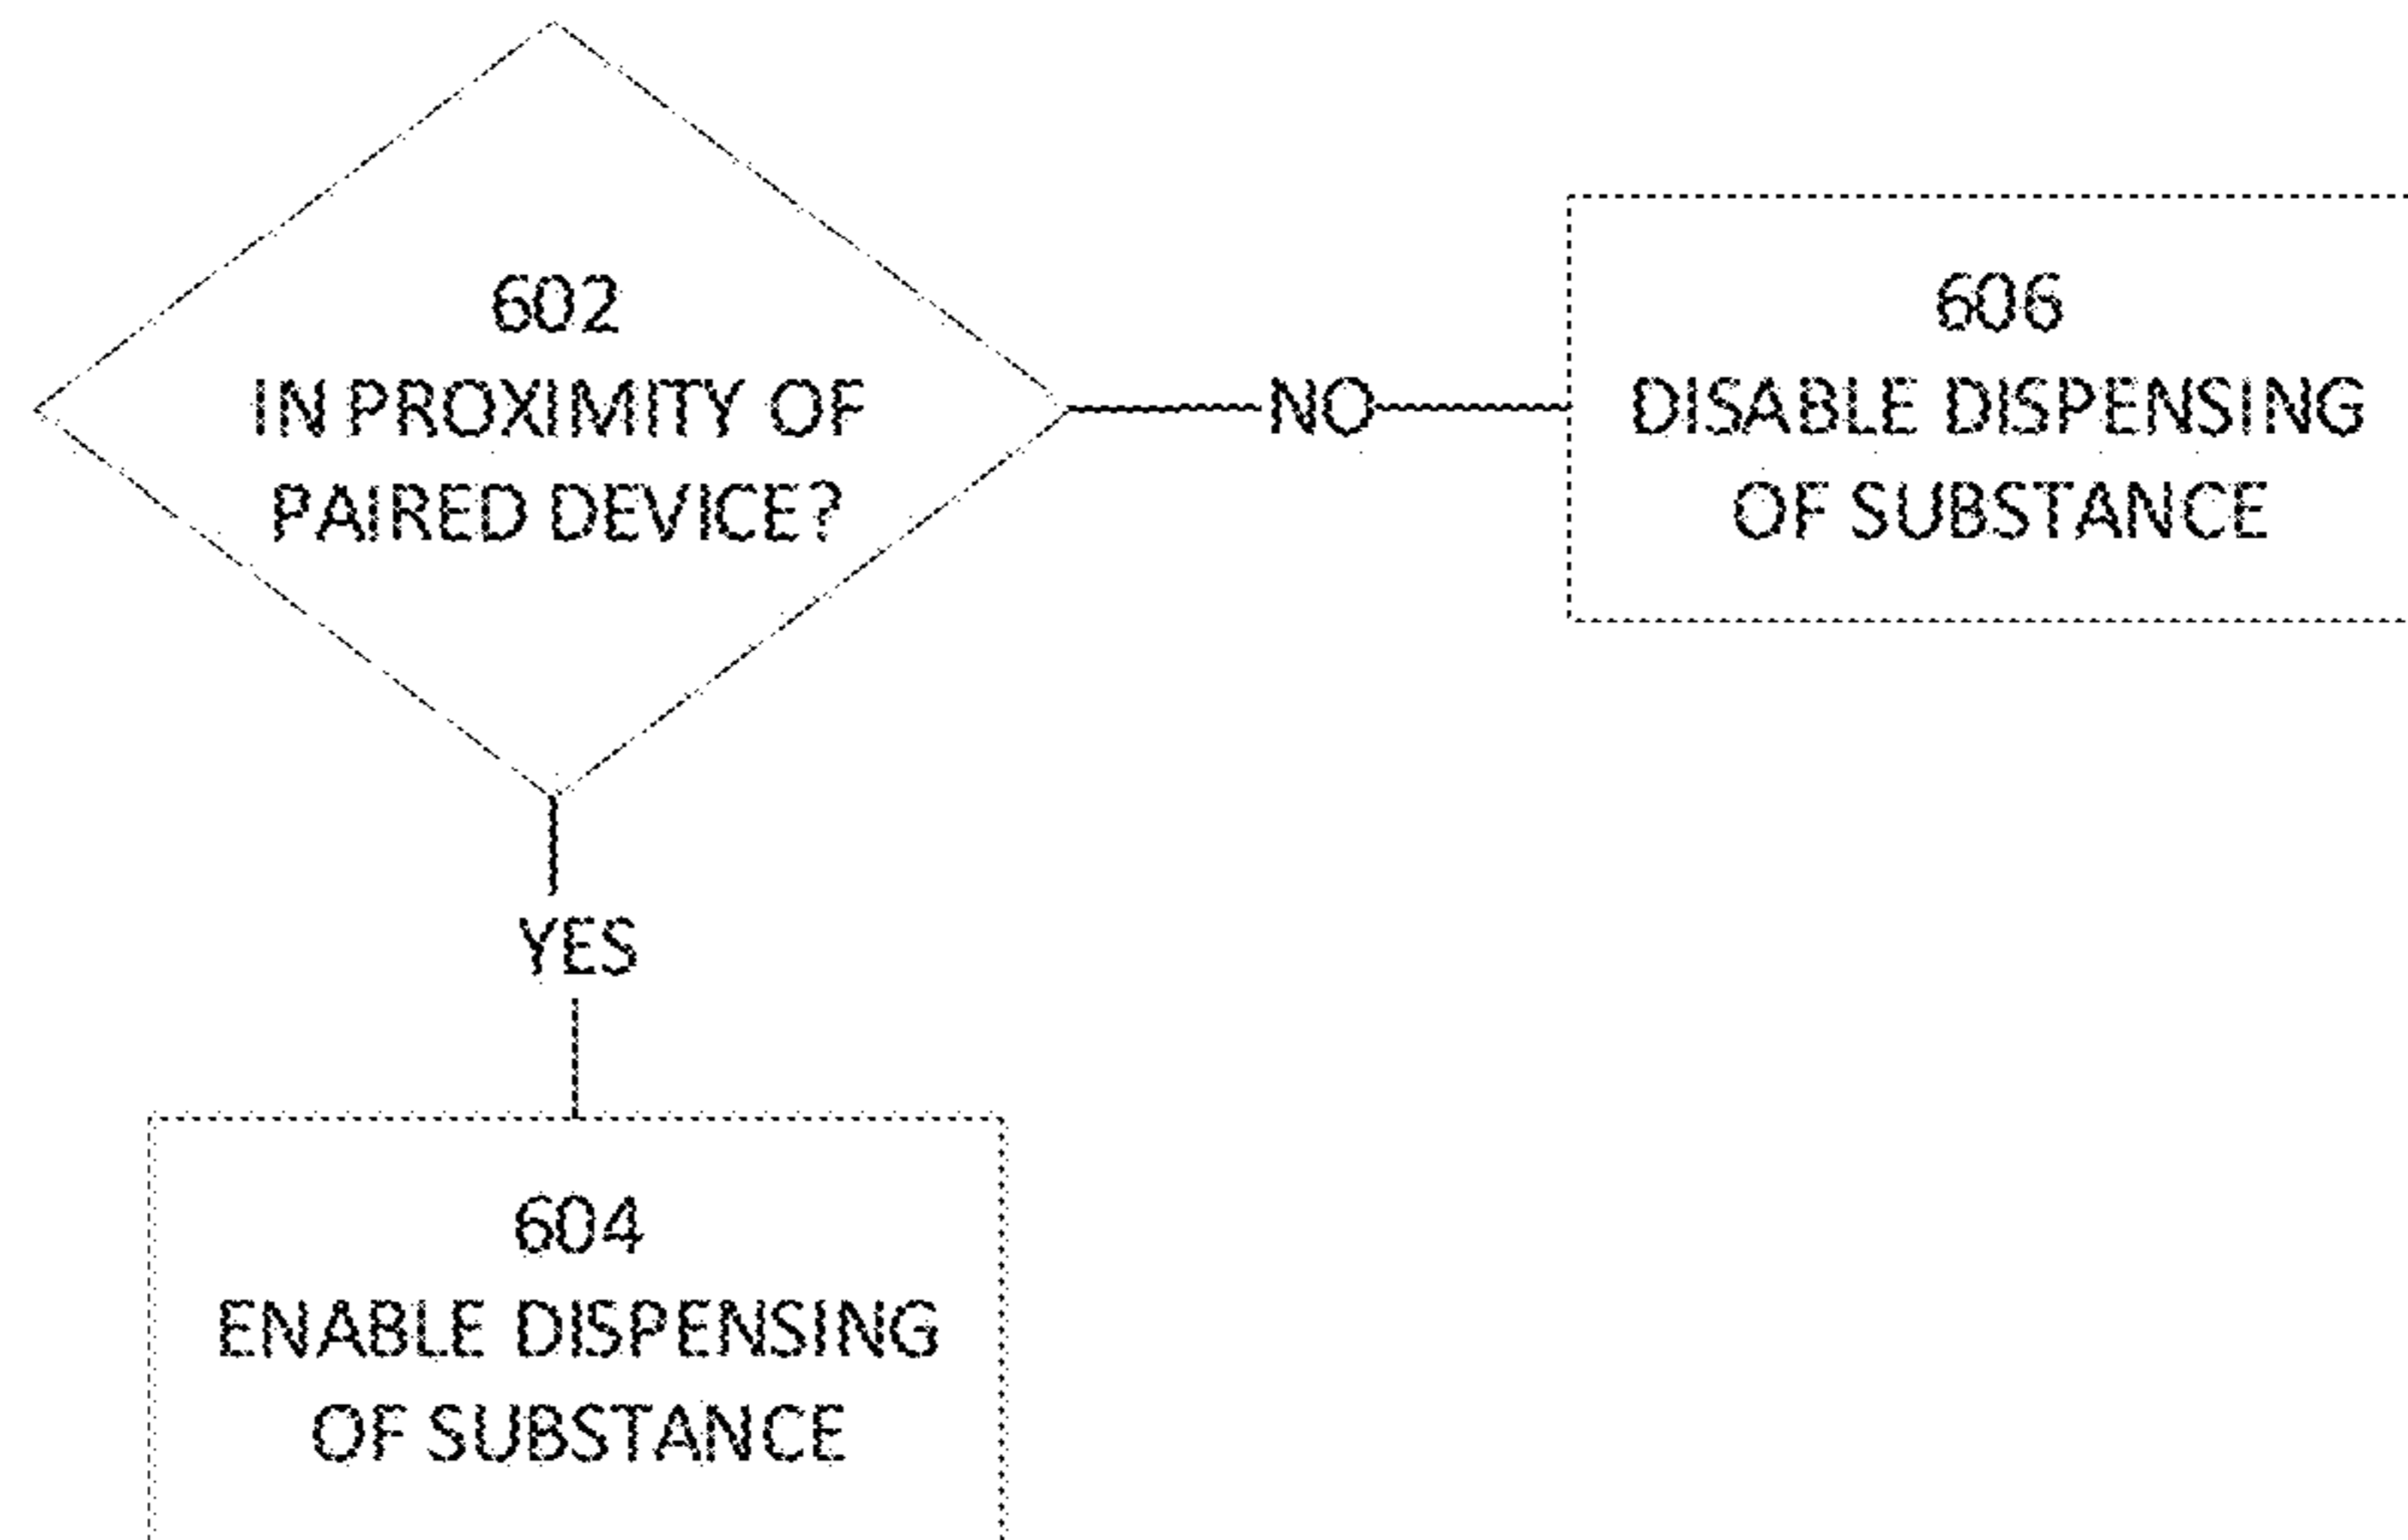 602
IN PROXIMITY OF
PAIRED DEVICE?
NO
606
DISABLE DISPENSING
OF SUBSTANCE
YES
604
ENABLE DISPENSING
OF SUBSTANCE